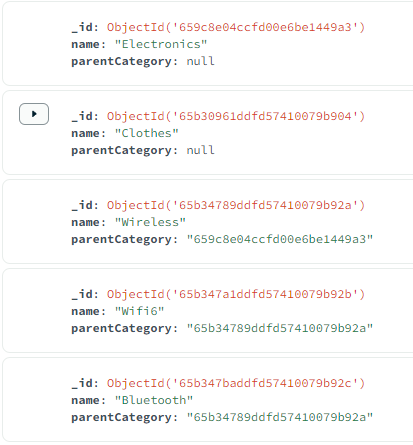 _id: ObjectId('659c8e04ccfd00e6be1449a3')
name: "Electronics"
parentCategory: null
_id: ObjectId('65b30961ddfd57410079b904')
name: "Clothes"
parentCategory: null
_id: ObjectId('65b34789ddfd57410079b92a')
name: "Wireless"
parentCategory: "659c8e04ccfd00e6be1449a3"
_id: ObjectId('65b347a1ddfd57410079b92b')
name: "Wifi6"
parentCategory: "65b34789ddfd57410079b92a"
_id: ObjectId('65b347baddfd57410079b92c')
name: "Bluetooth"
parentCategory: "65b34789ddfd57410079b92a"